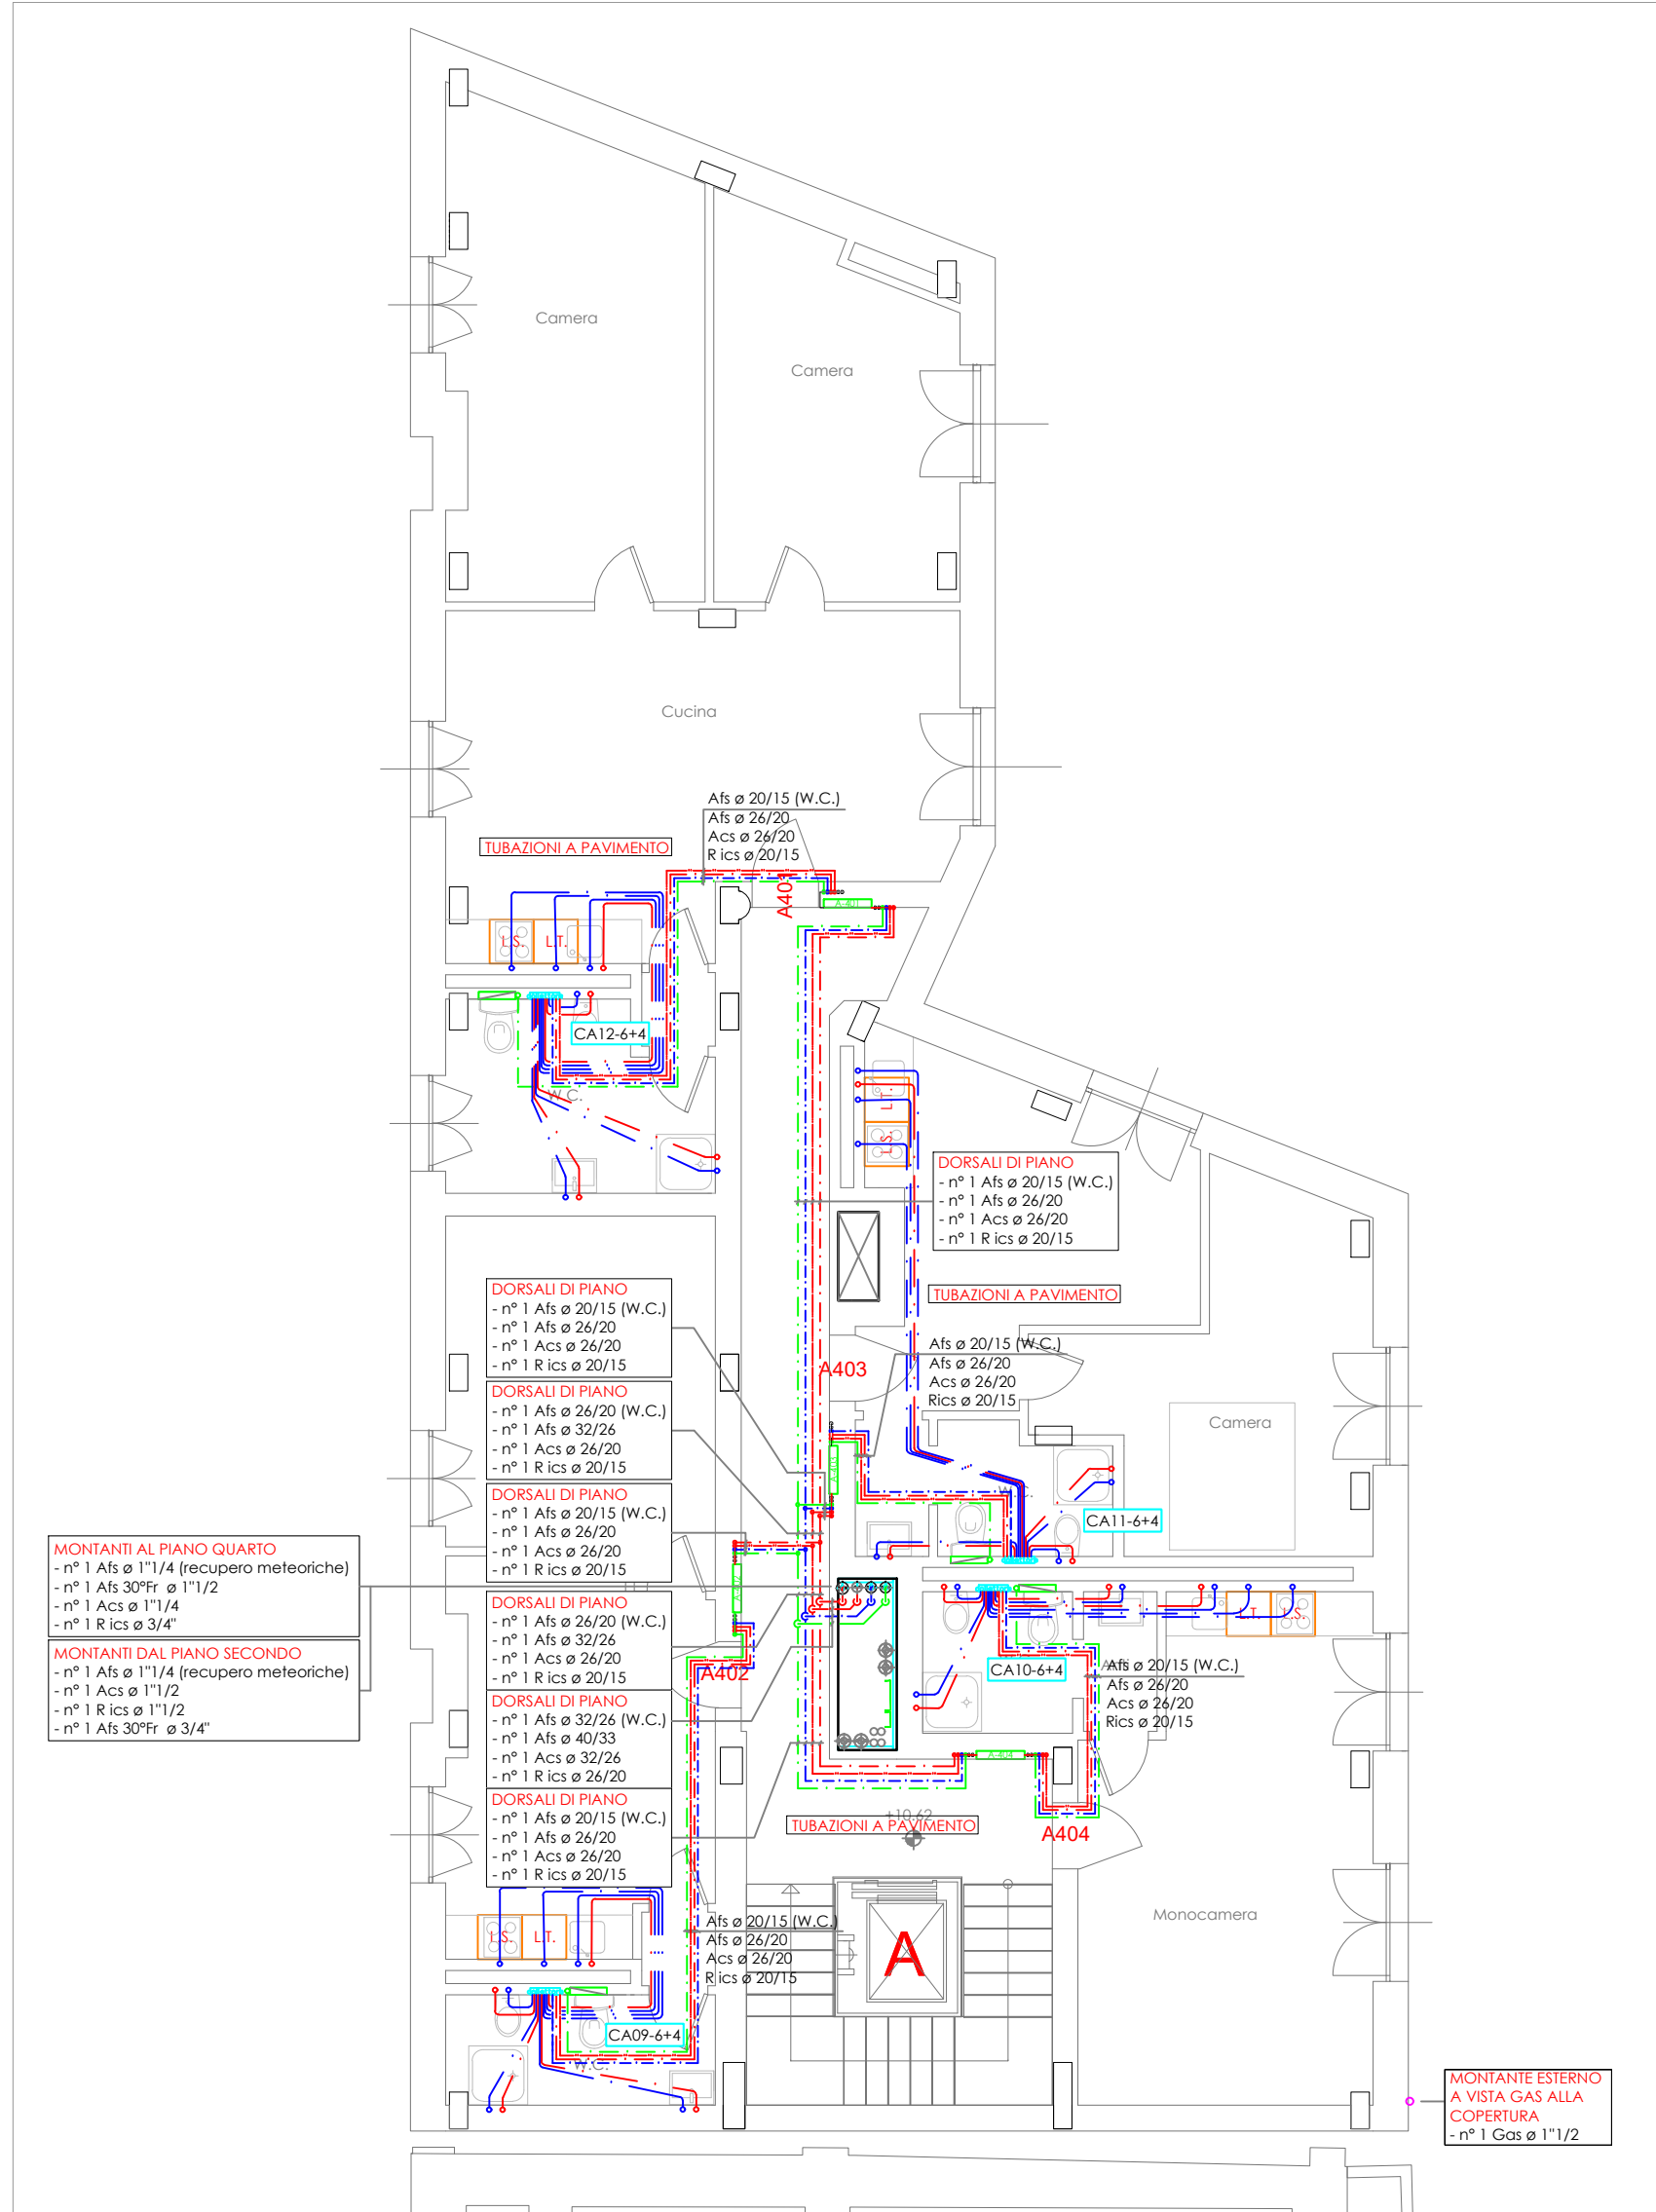 Camera
Camera
Cucina
Afs ø 20/15 (W.C.)
Afs ø 26/20
Acs ø 26/20
R ics ø 20/15
TUBAZIONI A PAVIMENTO
A401
A-401
L.S.
L.T.
CA12-6+4
W.C.
L.T.
L.S.
DORSALI DI PIANO
- n° 1 Afs ø 20/15 (W.C.)
- n° 1 Afs ø 26/20
- n° 1 Acs ø 26/20
- n° 1 R ics ø 20/15
TUBAZIONI A PAVIMENTO
DORSALI DI PIANO
- n° 1 Afs ø 20/15 (W.C.)
- n° 1 Afs ø 26/20
- n° 1 Acs ø 26/20
- n° 1 R ics ø 20/15
A403
Afs ø 20/15 (W.C.)
Afs ø 26/20
Acs ø 26/20
Rics ø 20/15
DORSALI DI PIANO
- n° 1 Afs ø 26/20 (W.C.)
- n° 1 Afs ø 32/26
- n° 1 Acs ø 26/20
- n° 1 R ics ø 20/15
Camera
A-403
W.C.
CA11-6+4
DORSALI DI PIANO
- n° 1 Afs ø 20/15 (W.C.)
- n° 1 Afs ø 26/20
- n° 1 Acs ø 26/20
- n° 1 R ics ø 20/15
MONTANTI AL PIANO QUARTO
- n° 1 Afs ø 1"1/4 (recupero meteoriche)
- n° 1 Afs 30°Fr ø 1"1/2
- n° 1 Acs ø 1"1/4
- n° 1 R ics ø 3/4"
A-402
DORSALI DI PIANO
- n° 1 Afs ø 26/20 (W.C.)
- n° 1 Afs ø 32/26
- n° 1 Acs ø 26/20
- n° 1 R ics ø 20/15
L.T.
L.S.
MONTANTI DAL PIANO SECONDO
- n° 1 Afs ø 1"1/4 (recupero meteoriche)
- n° 1 Acs ø 1"1/2
- n° 1 R ics ø 1"1/2
- n° 1 Afs 30°Fr ø 3/4"
A402
CA10-6+4
Afs ø 20/15 (W.C.)
Afs ø 26/20
Acs ø 26/20
Rics ø 20/15
DORSALI DI PIANO
- n° 1 Afs ø 32/26 (W.C.)
- n° 1 Afs ø 40/33
- n° 1 Acs ø 32/26
- n° 1 R ics ø 26/20
A-404
DORSALI DI PIANO
- n° 1 Afs ø 20/15 (W.C.)
- n° 1 Afs ø 26/20
- n° 1 Acs ø 26/20
- n° 1 R ics ø 20/15
+10.62
TUBAZIONI A PAVIMENTO
A404
Monocamera
L.S.
L.T.
Afs ø 20/15 (W.C.)
Afs ø 26/20
Acs ø 26/20
R ics ø 20/15
A
CA09-6+4
W.C.
MONTANTE ESTERNO
A VISTA GAS ALLA
COPERTURA
- n° 1 Gas ø 1"1/2